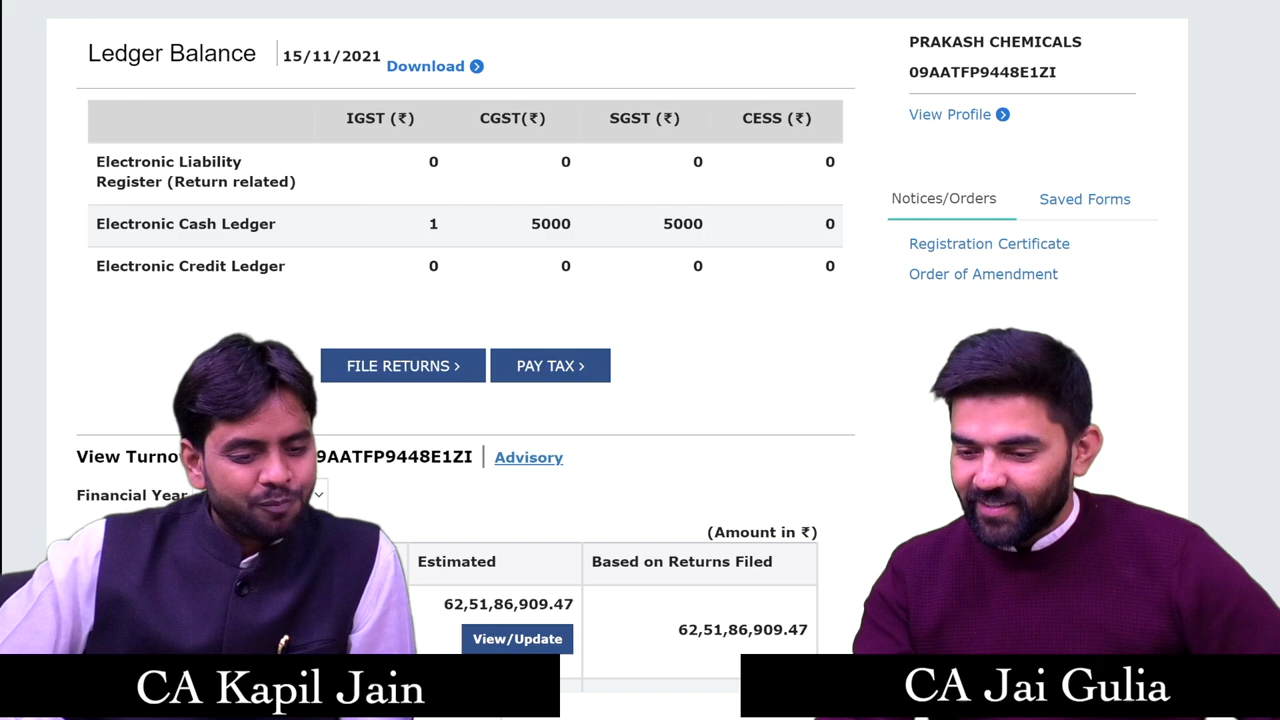 Ledger Balance 15/11/2021 Download
PRAKASH CHEMICALS
09AATFP9448E1ZI
View Profile
IGST (₹) CGST(₹) SGST (₹) CESS (₹)
Electronic Liability
Register (Return related) 0 0 0 0
Electronic Cash Ledger 1 5000 5000 0
Electronic Credit Ledger 0 0 0 0
Notices/Orders Saved Forms
Registration Certificate
Order of Amendment
FILE RETURNS > PAY TAX >
View 09AATFP9448E1ZI Advisory
Financial Year
(Amount in ₹)
Estimated Based on Returns Filed
62,51,86,909.47
View/Update
62,51,86,909.47
CA Kapil Jain
CA Jai Gulia